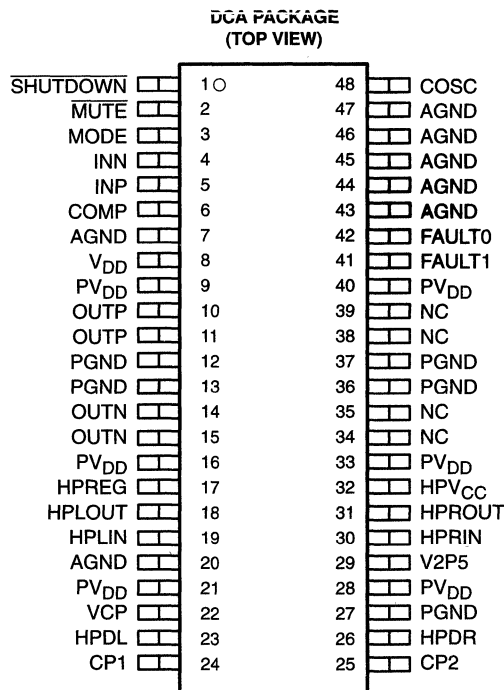 DCA PACKAGE
(TOP VIEW)
SHUTDOWN 1 48 COSC
MUTE 2 47 AGND
MODE 3 46 AGND
INN 4 45 AGND
INP 5 44 AGND
COMP 6 43 AGND
AGND 7 42 FAULT0
VDD 8 41 FAULT1
PVDD 9 40 PVDD
OUTP 10 39 NC
OUTP 11 38 NC
PGND 12 37 PGND
PGND 13 36 PGND
OUTN 14 35 NC
OUTN 15 34 NC
PVDD 16 33 PVDD
HPREG 17 32 HPVCC
HPLOUT 18 31 HPROUT
HPLIN 19 30 HPRIN
AGND 20 29 V2P5
PVDD 21 28 PVDD
VCP 22 27 PGND
HPDL 23 26 HPDR
CP1 24 25 CP2